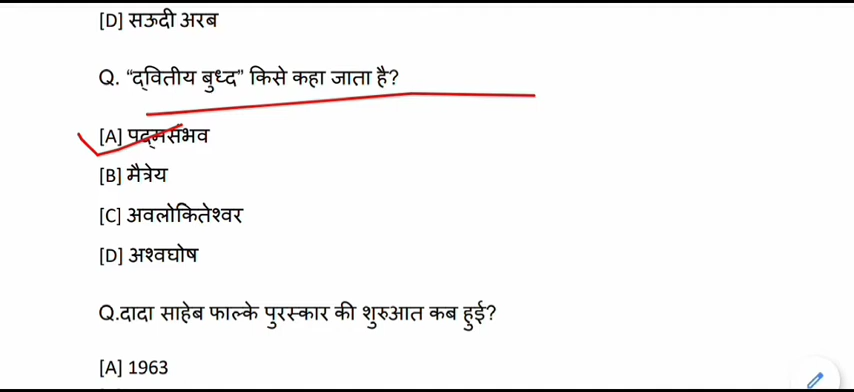 [D] सऊदी अरब
Q. “द्वितीय बुध्द” किसे कहा जाता है?
[A] पद्मसंभव
[B] मैत्रेय
[C] अवलोकितेश्वर
[D] अश्वघोष
Q.दादा साहेब फाल्के पुरस्कार की शुरुआत कब हुई?
[A] 1963